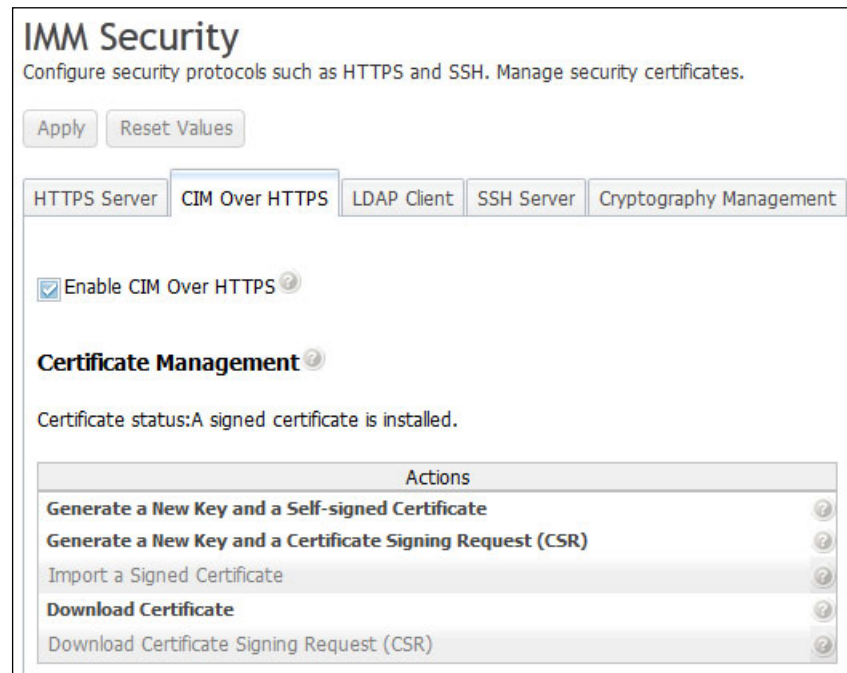 IMM Security
Configure security protocols such as HTTPS and SSH. Manage security certificates.
Apply Reset Values
HTTPS Server CIM Over HTTPS LDAP Client SSH Server Cryptography Management
Enable CIM Over HTTPS ?
Certificate Management ?
Certificate status:A signed certificate is installed.
Actions
Generate a New Key and a Self-signed Certificate ?
Generate a New Key and a Certificate Signing Request (CSR) ?
Import a Signed Certificate ?
Download Certificate ?
Download Certificate Signing Request (CSR) ?